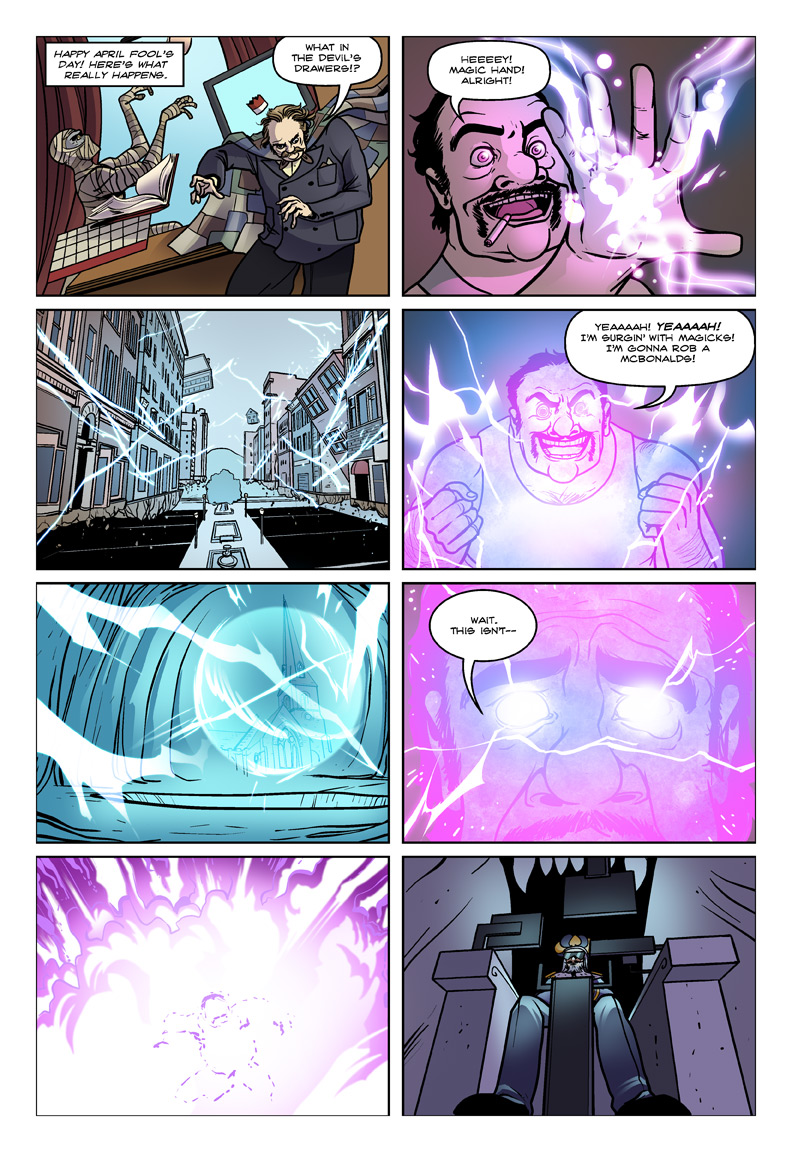 HAPPY APRIL FOOL'S
DAY! HERE'S WHAT
REALLY HAPPENS.
WHAT IN
THE DEVIL'S
DRAWERS!?
HEEEEY!
MAGIC HAND!
ALRIGHT!
YEAAAAH! YEAAAAH!
I'M SURGIN' WITH MAGICKS!
I'M GONNA ROB A
MCBONALDS!
WAIT.
THIS ISN'T--